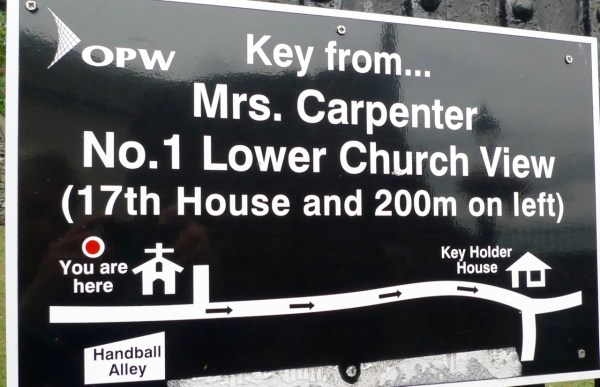 OPW
Key from...
Mrs. Carpenter
No.1 Lower Church View
(17th House and 200m on left)
You are
here
Key Holder
House
Handball
Alley